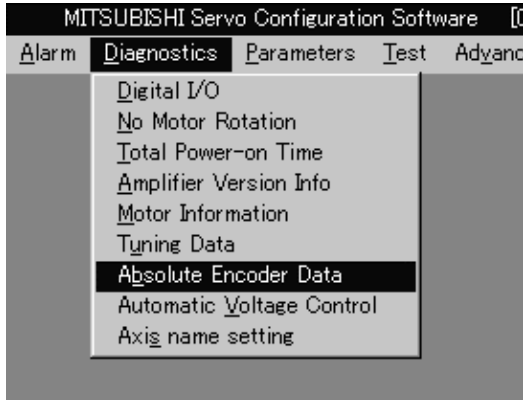 MITSUBISHI Servo Configuration Software [
Alarm Diagnostics Parameters Test Advanc
Digital I/O
No Motor Rotation
Total Power-on Time
Amplifier Version Info
Motor Information
Tuning Data
Absolute Encoder Data
Automatic Voltage Control
Axis name setting